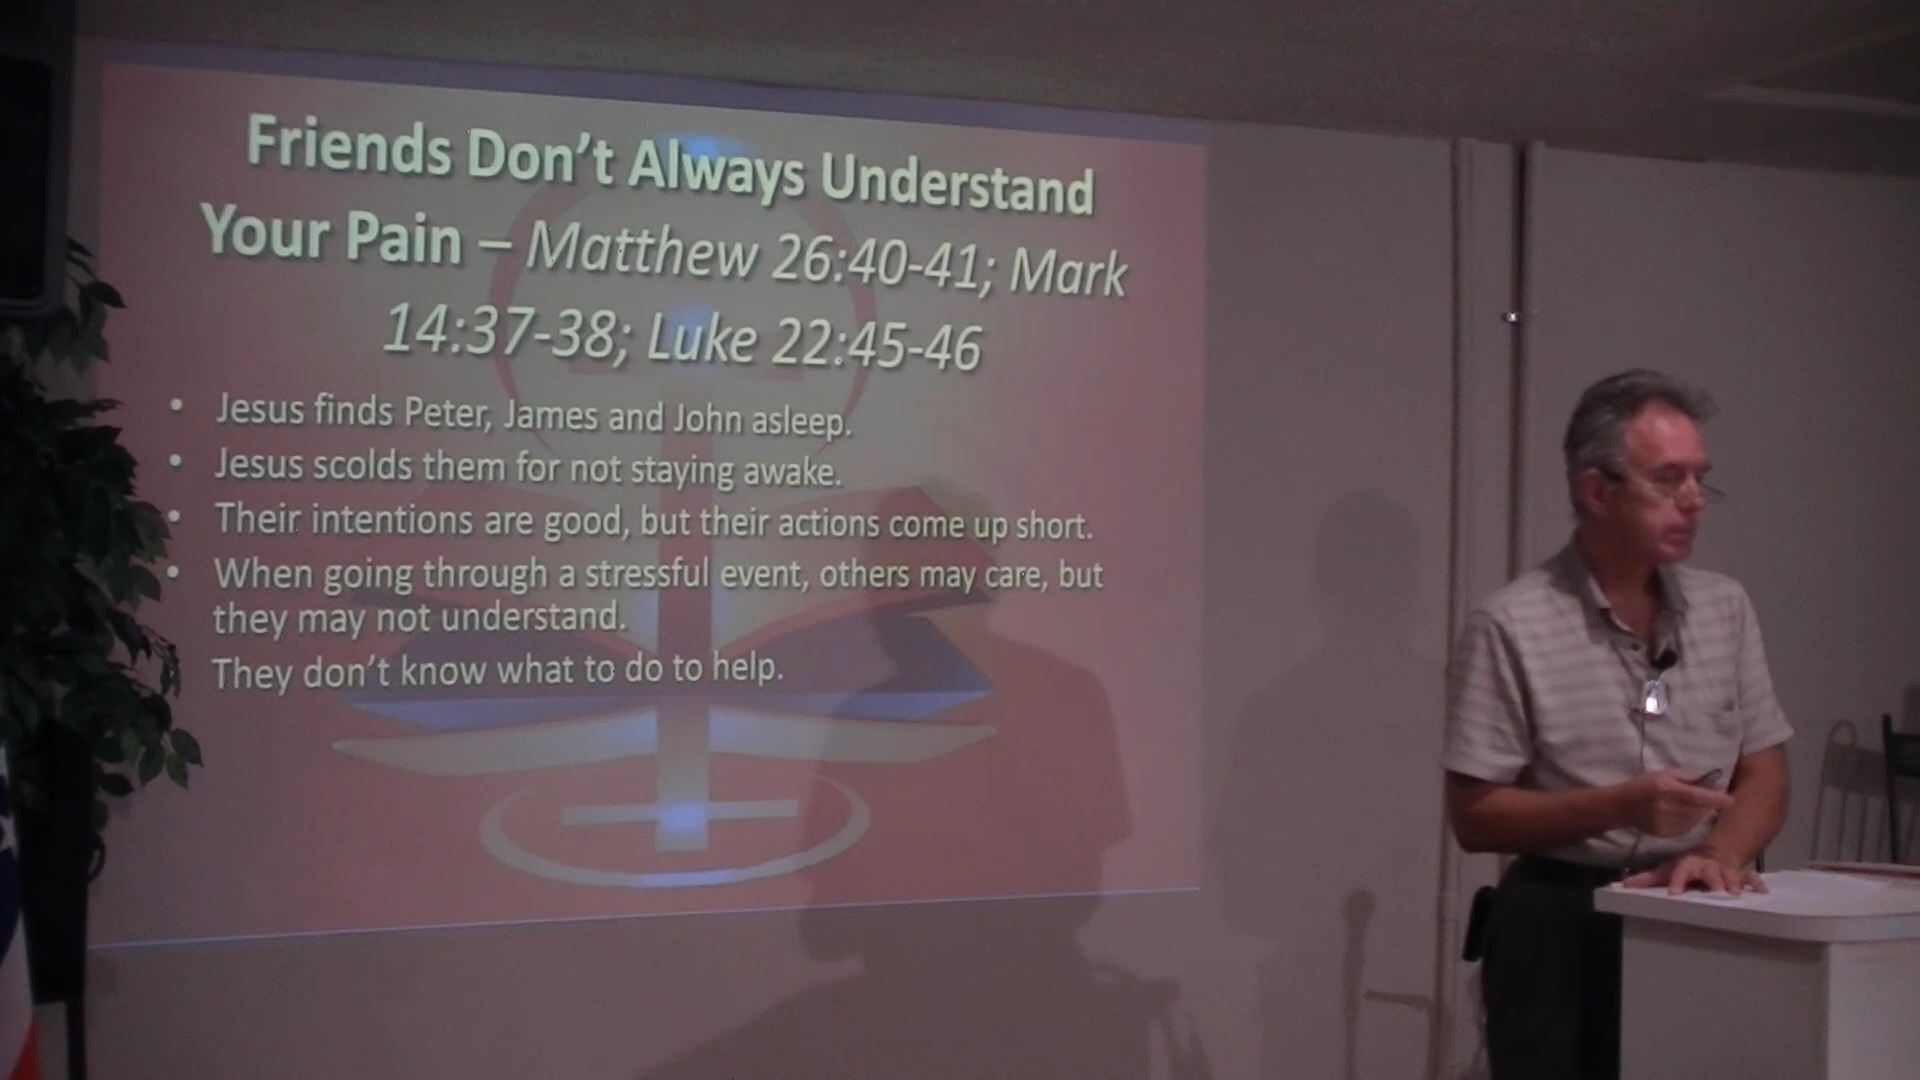 Friends Don't Always Understand
Your Pain – Matthew 26:40-41; Mark
14:37-38; Luke 22:45-46
• Jesus finds Peter, James and John asleep.
• Jesus scolds them for not staying awake.
• Their intentions are good, but their actions come up short.
• When going through a stressful event, others may care, but
they may not understand.
They don't know what to do to help.